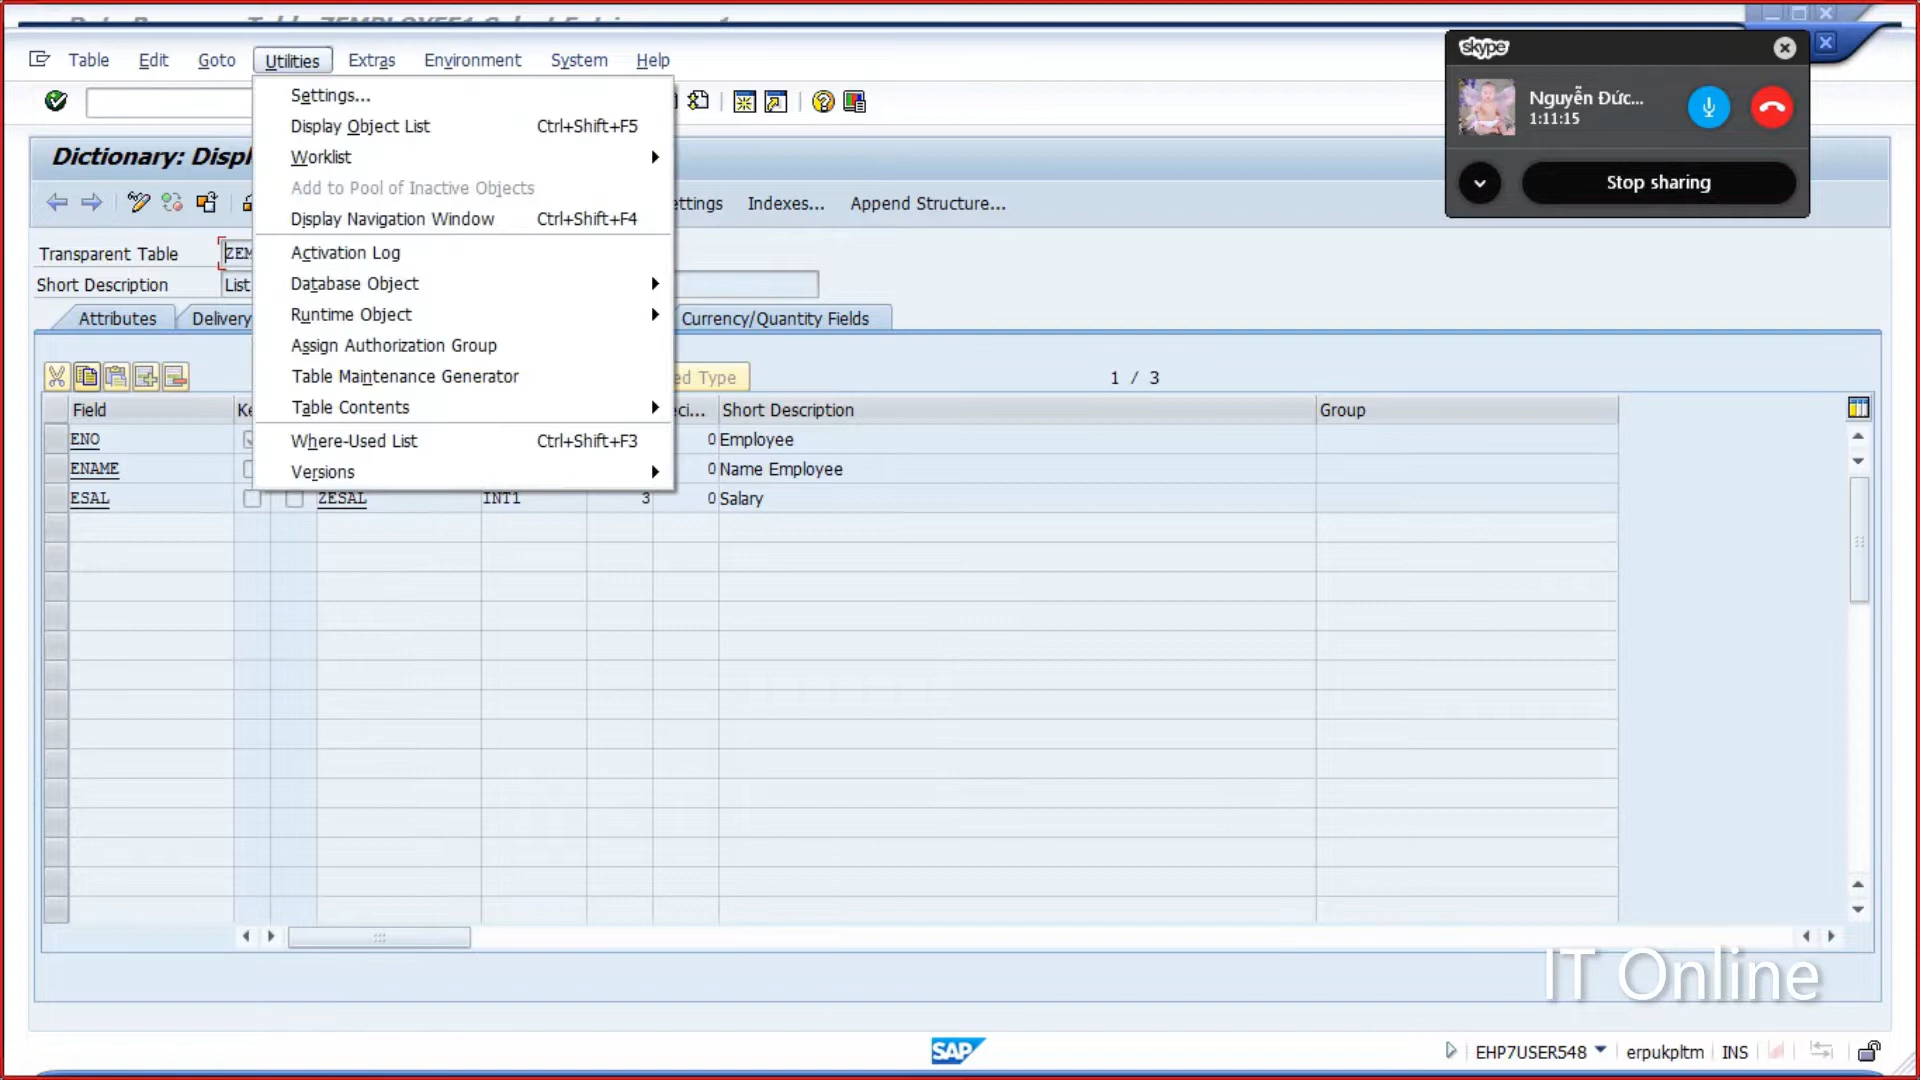 Table Edit Goto Utilities Extras Environment System Help
skype
Nguyễn Đức...
1:11:15
Stop sharing
Settings...
Display Object List Ctrl+Shift+F5
Worklist
Add to Pool of Inactive Objects
Display Navigation Window Ctrl+Shift+F4
Activation Log
Database Object
Runtime Object
Assign Authorization Group
Table Maintenance Generator
Table Contents
Where-Used List Ctrl+Shift+F3
Versions
Dictionary: Displ
ettings Indexes... Append Structure...
Transparent Table ZEM
Short Description List
Attributes Delivery Currency/Quantity Fields
ed Type 1 / 3
Field Ke eci... Short Description Group
ENO 0 Employee
ENAME 0 Name Employee
ESAL ZESAL INT1 3 0 Salary
IT Online
SAP
EHP7USER548 erpukpltm INS